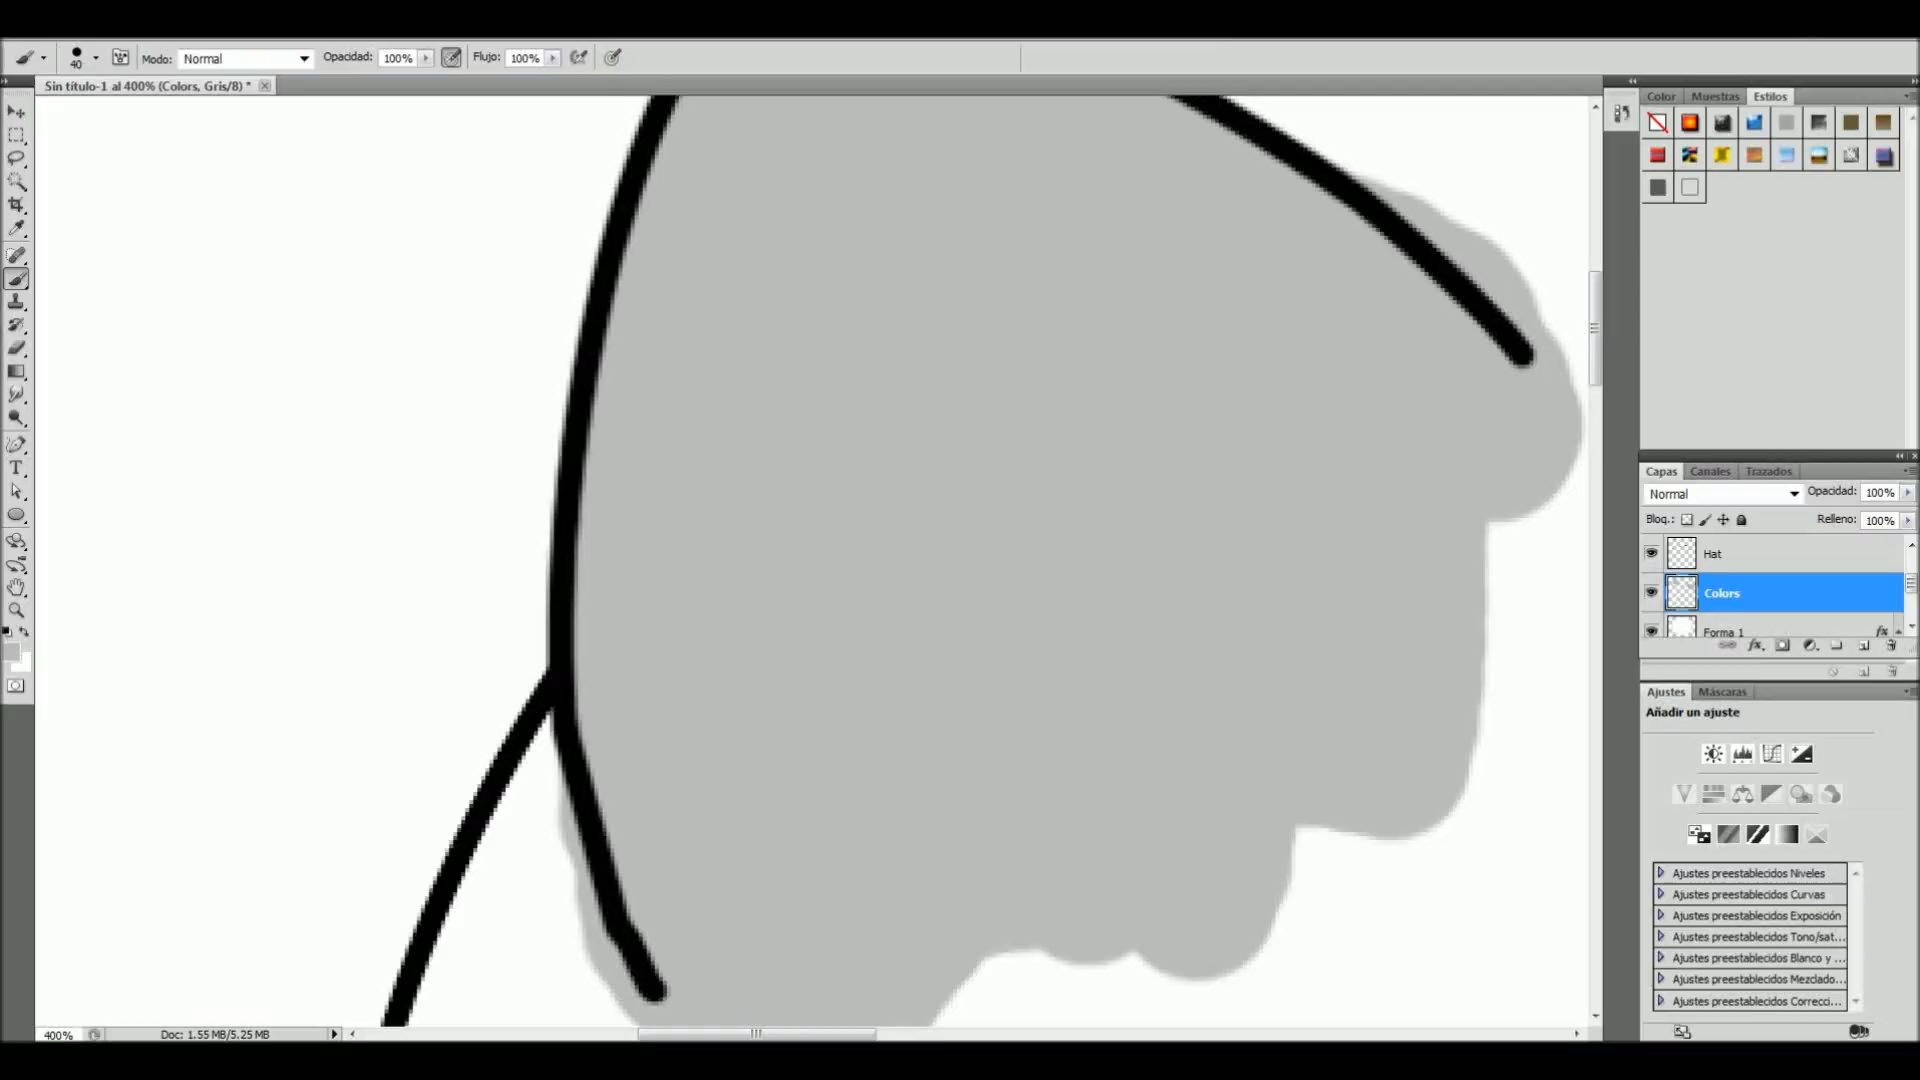 40 Modo: Normal Opacidad: 100% Flujo: 100%
Sin título-1 al 400% (Colors, Gris/8) *
Color Muestras Estilos
Capas Canales Trazados
Normal Opacidad: 100%
Bloq.: Relleno: 100%
Hat
Colors
Forma 1 fx
fx
Ajustes Máscaras
Añadir un ajuste
Ajustes preestablecidos Niveles
Ajustes preestablecidos Curvas
Ajustes preestablecidos Exposición
Ajustes preestablecidos Tono/sat...
Ajustes preestablecidos Blanco y ...
Ajustes preestablecidos Mezclado...
Ajustes preestablecidos Correcci...
400% Doc: 1.55 MB/5.25 MB